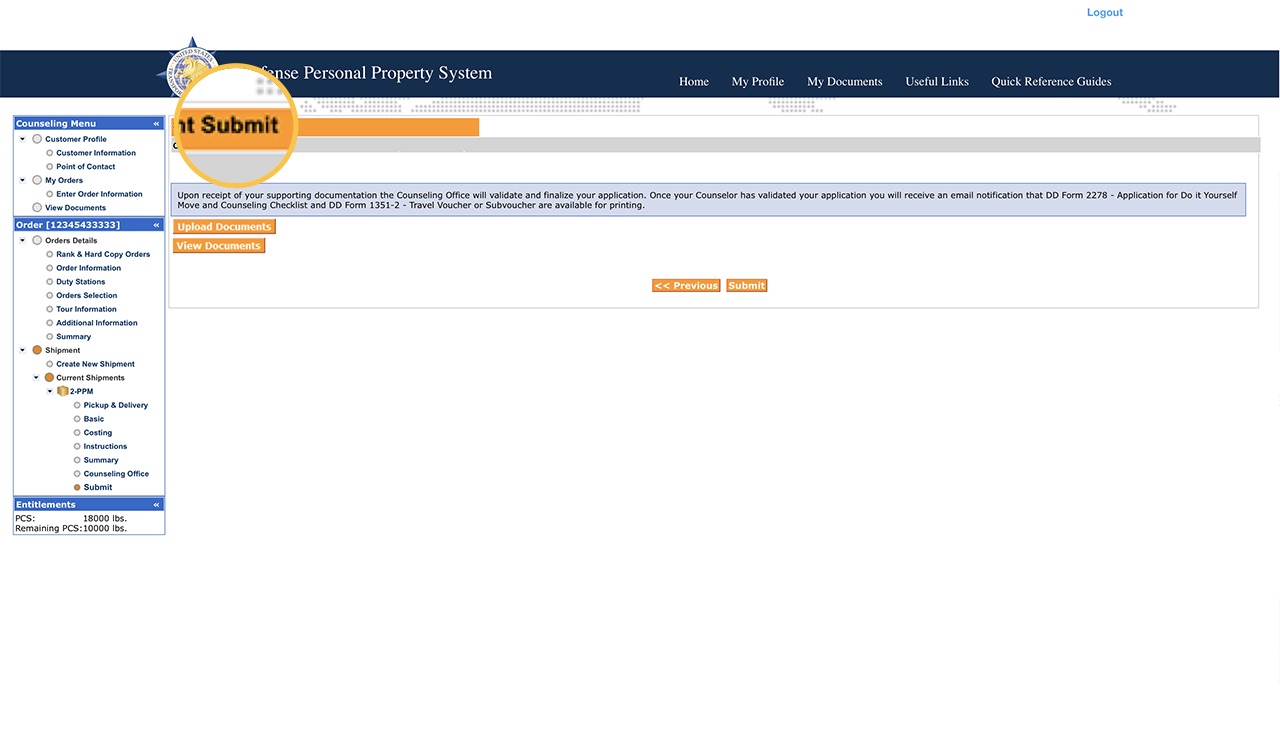 Logout
UNITED STATES
fense Personal Property System
Home My Profile My Documents Useful Links Quick Reference Guides
nt Submit
Counseling Menu «
Customer Profile
Customer Information
Point of Contact
My Orders
Enter Order Information
View Documents
Order [12345433333] «
Orders Details
Rank & Hard Copy Orders
Order Information
Duty Stations
Orders Selection
Tour Information
Additional Information
Summary
Shipment
Create New Shipment
Current Shipments
2-PPM
Pickup & Delivery
Basic
Costing
Instructions
Summary
Counseling Office
Submit
Entitlements «
PCS: 18000 lbs.
Remaining PCS:10000 lbs.
Upon receipt of your supporting documentation the Counseling Office will validate and finalize your application. Once your Counselor has validated your application you will receive an email notification that DD Form 2278 - Application for Do it Yourself
Move and Counseling Checklist and DD Form 1351-2 - Travel Voucher or Subvoucher are available for printing.
Upload Documents
View Documents
<< Previous Submit